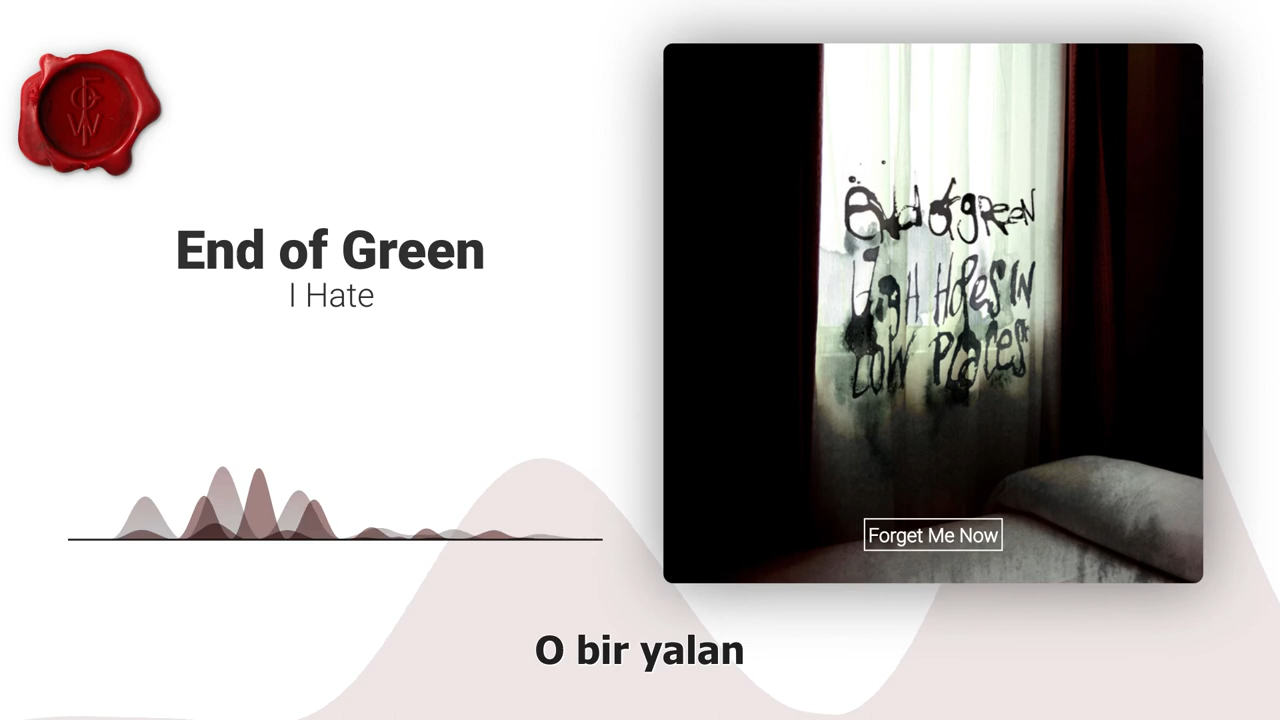 End of Green
I Hate
End of green
High Holes IN
Low Places
Forget Me Now
O bir yalan